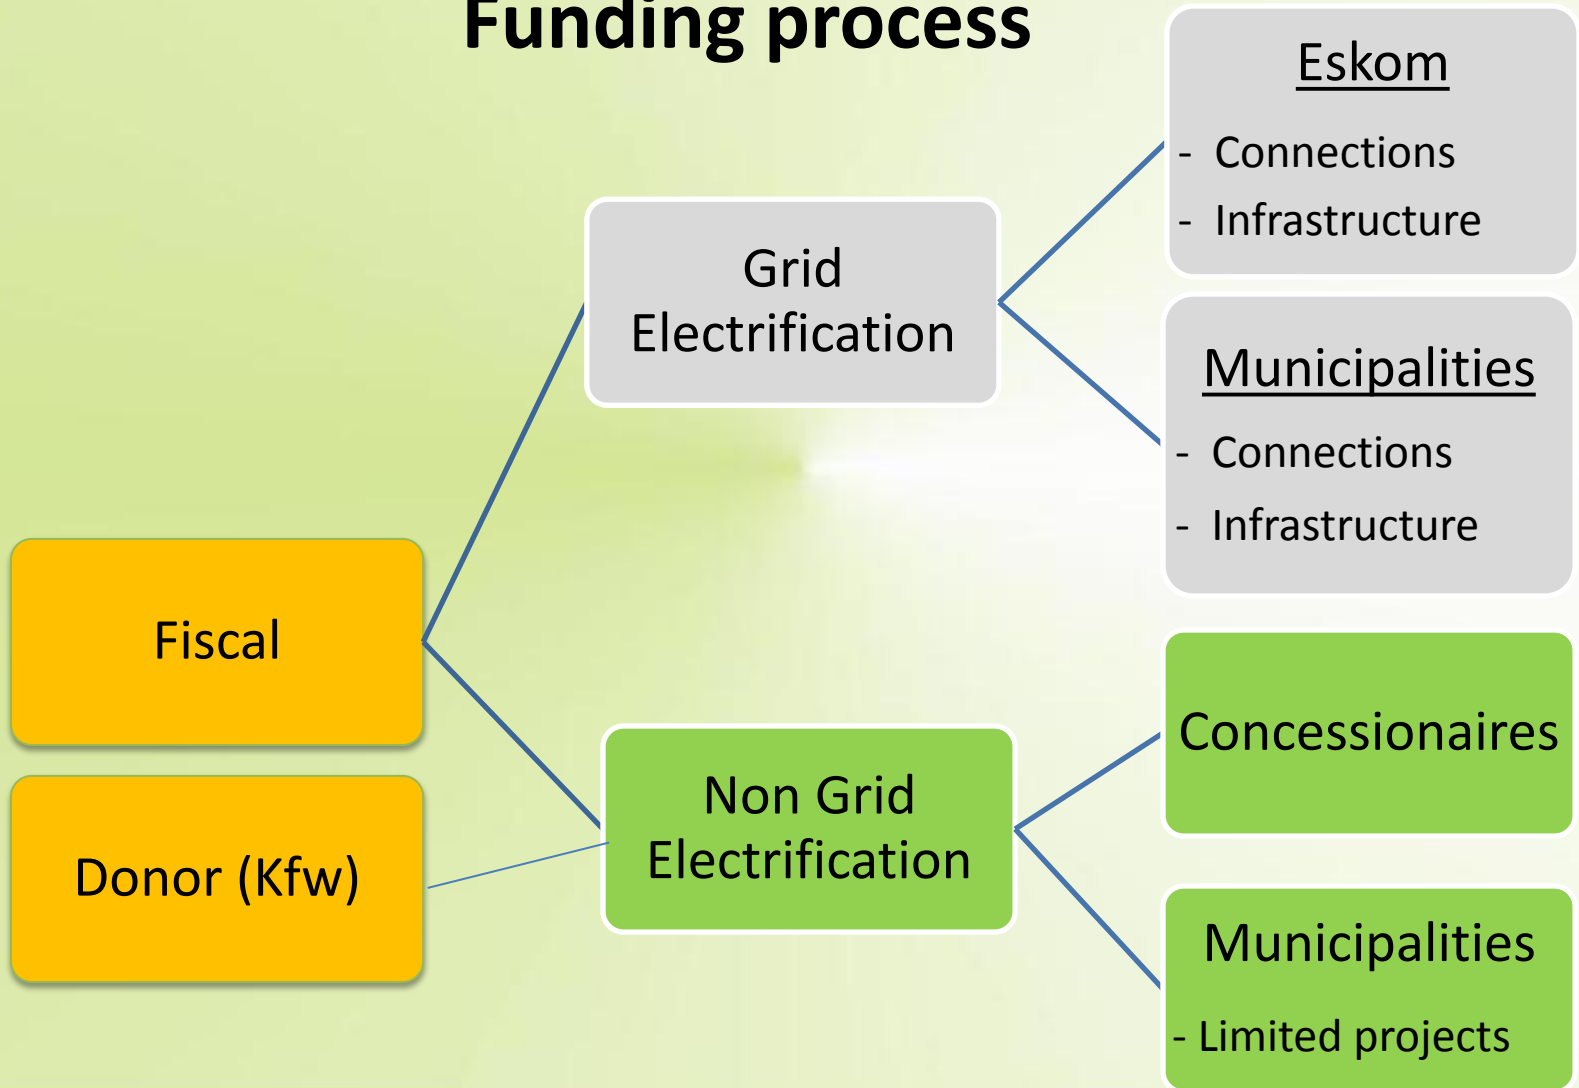 Funding process
Eskom
- Connections
- Infrastructure
Grid
Electrification
Municipalities
- Connections
- Infrastructure
Fiscal
Concessionaires
Non Grid
Electrification
Donor (Kfw)
Municipalities
- Limited projects